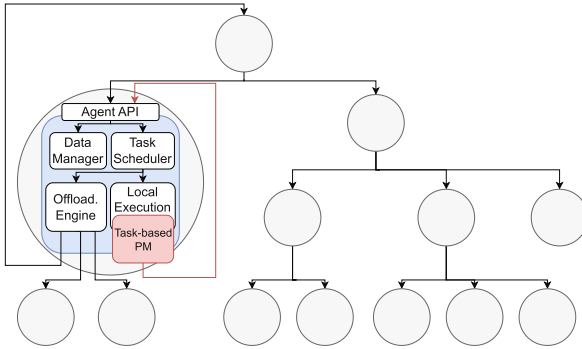 Agent API
Data
Manager
Task
Scheduler
Offload.
Engine
Local
Execution
Task-based
PM